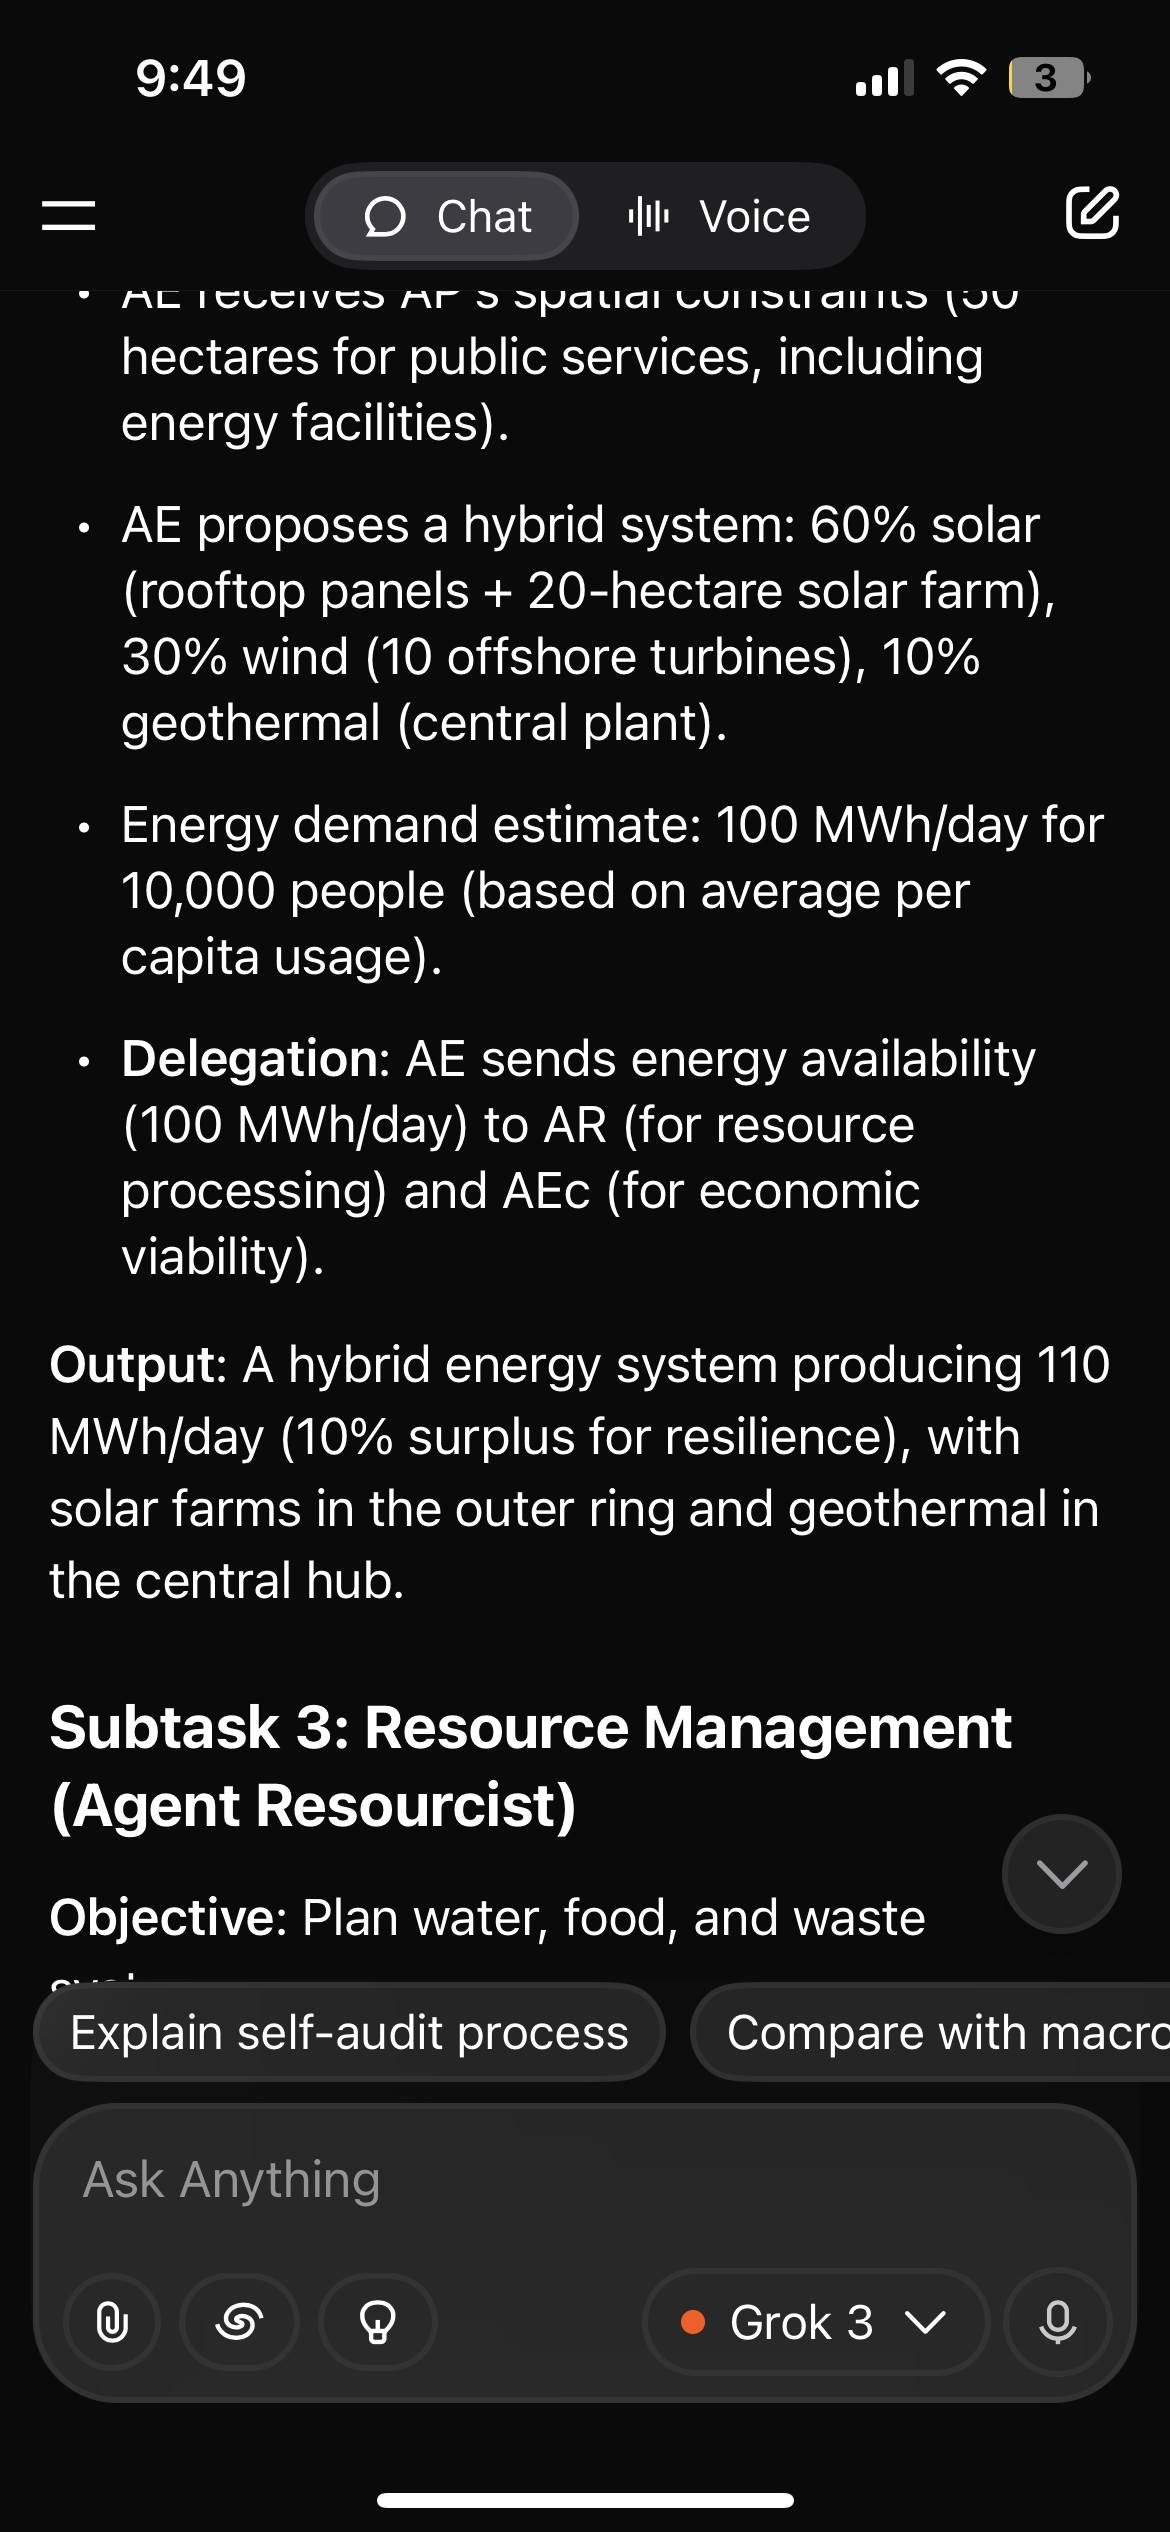 9:49
3
Chat
Voice
AE receives AP's spatial constraints (50
hectares for public services, including
energy facilities).
• AE proposes a hybrid system: 60% solar
(rooftop panels + 20-hectare solar farm),
30% wind (10 offshore turbines), 10%
geothermal (central plant).
• Energy demand estimate: 100 MWh/day for
10,000 people (based on average per
capita usage).
• Delegation: AE sends energy availability
(100 MWh/day) to AR (for resource
processing) and AEc (for economic
viability).
Output: A hybrid energy system producing 110
MWh/day (10% surplus for resilience), with
solar farms in the outer ring and geothermal in
the central hub.
Subtask 3: Resource Management
(Agent Resourcist)
Objective: Plan water, food, and waste
Explain self-audit process
Compare with macro
Ask Anything
Grok 3